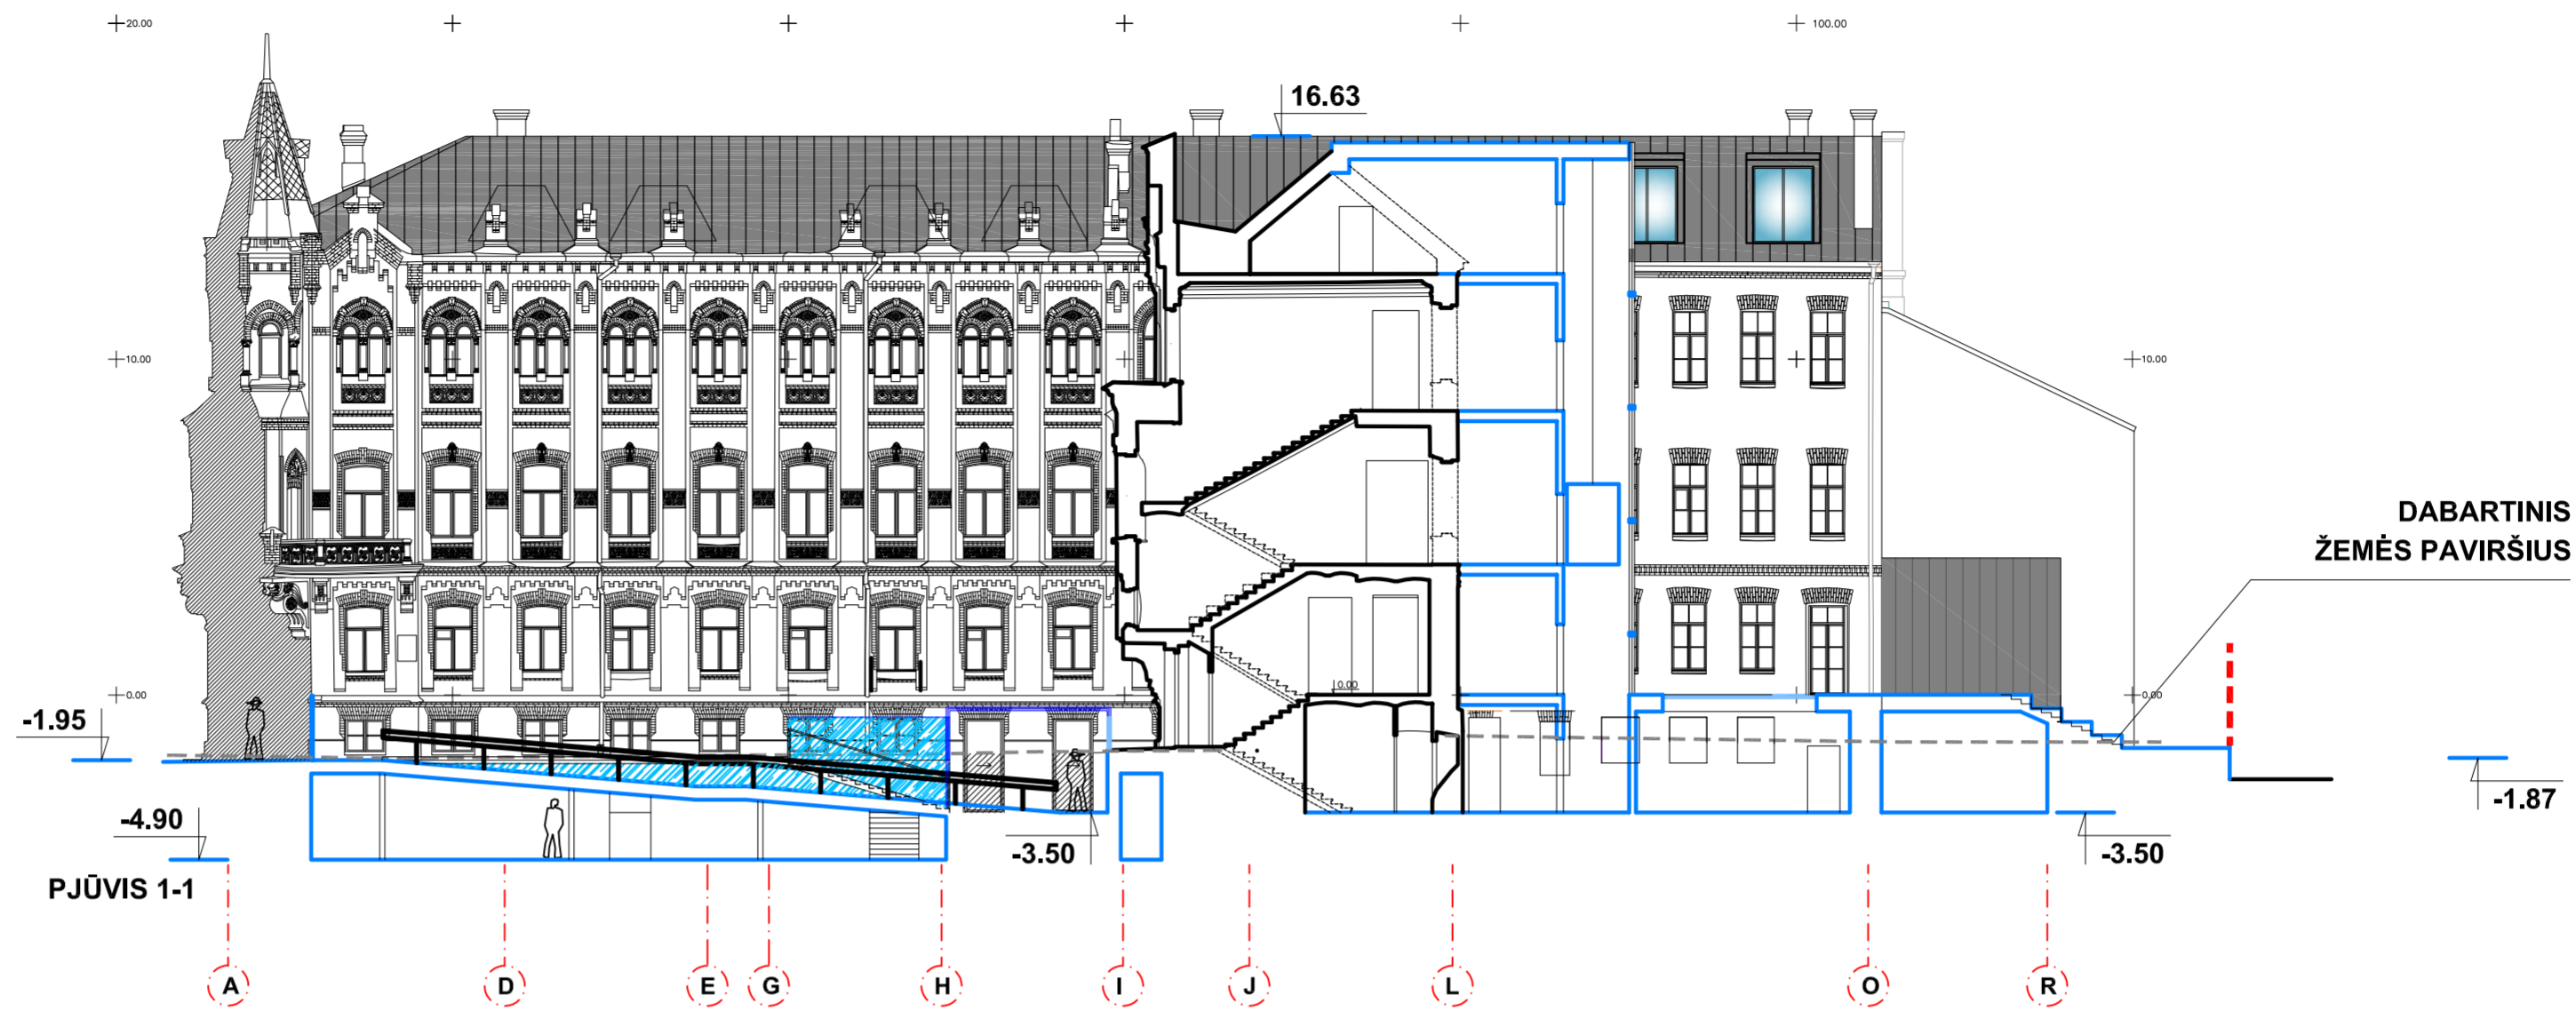 20.00
100.00
16.63
10.00
10.00
DABARTINIS
ŽEMĖS PAVIRŠIUS
0.00
0.00
0.00
-1.95
-1.87
-4.90
-3.50
-3.50
PJŪVIS 1-1
A
D
E
G
H
I
J
L
O
R